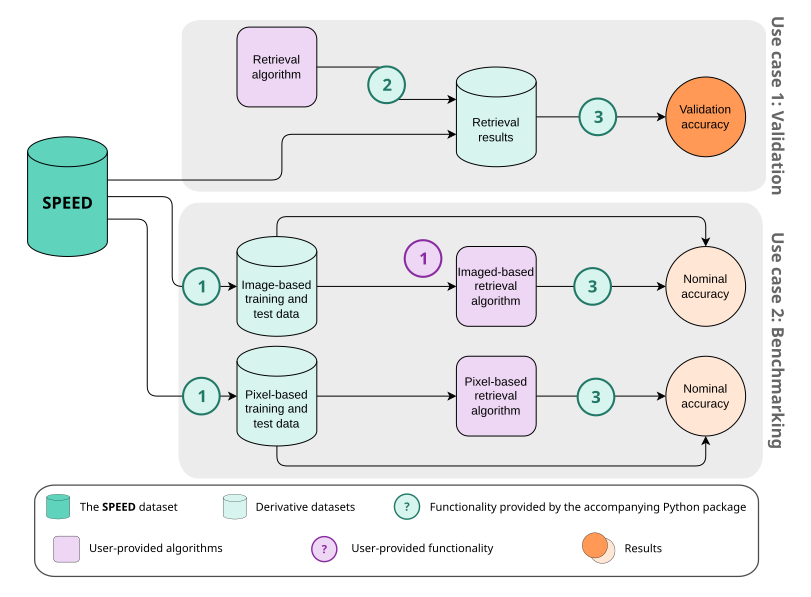 Use case 1: Validation
Retrieval
algorithm
2
Retrieval
results
3
Validation
accuracy
SPEED
Use case 2: Benchmarking
1
Image-based
training and
test data
1
Imaged-based
retrieval
algorithm
3
Nominal
accuracy
1
Pixel-based
training and
test data
Pixel-based
retrieval
algorithm
3
Nominal
accuracy
The SPEED dataset
Derivative datasets
?
Functionality provided by the accompanying Python package
User-provided algorithms
?
User-provided functionality
Results